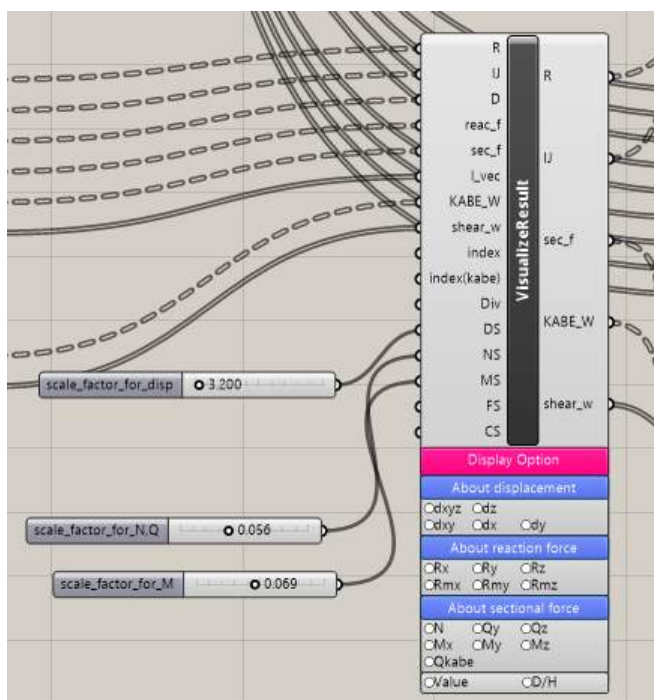 R
IJ
D
reac_f
sec_f
l_vec
KABE_W
shear_w
index
index(kabe)
Div
DS
NS
MS
FS
CS
VisualizeResult
R
IJ
sec_f
KABE_W
shear_w
scale_factor_for_disp 3.200
scale_factor_for_N,Q 0.056
scale_factor_for_M 0.069
Display Option
About displacement
dxyz dz
dxy dx dy
About reaction force
Rx Ry Rz
Rmx Rmy Rmz
About sectional force
N Qy Qz
Mx My Mz
Qkabe
Value D/H